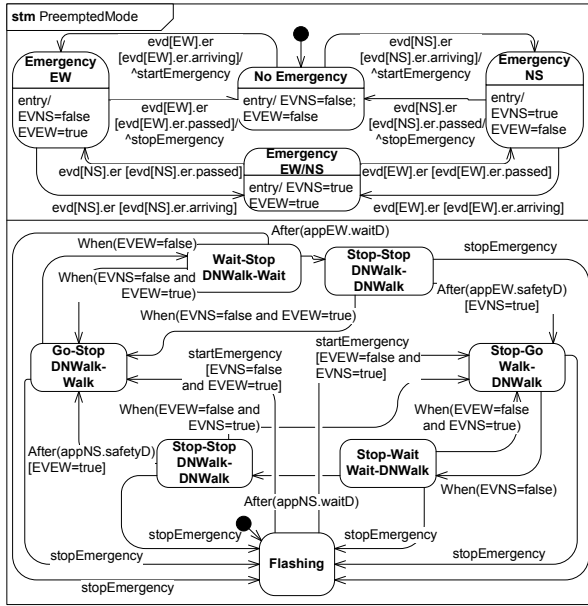 stm PreemptedMode
evd[EW].er
[evd[EW].er.arriving]/
^startEmergency
evd[NS].er
[evd[NS].er.arriving]/
^startEmergency
Emergency
EW
entry/
EVNS=false
EVEW=true
No Emergency
entry/ EVNS=false;
EVEW=false
Emergency
NS
entry/
EVNS=true
EVEW=false
evd[EW].er
[evd[EW].er.passed]/
^stopEmergency
evd[NS].er
[evd[NS].er.passed]/
^stopEmergency
Emergency
EW/NS
entry/ EVNS=true
EVEW=true
evd[NS].er [evd[NS].er.passed]
evd[EW].er [evd[EW].er.passed]
evd[NS].er [evd[NS].er.arriving]
evd[EW].er [evd[EW].er.arriving]
After(appEW.waitD)
When(EVEW=false)
Wait-Stop
DNWalk-Wait
Stop-Stop
DNWalk-
DNWalk
stopEmergency
When(EVNS=false and
EVEW=true)
After(appEW.safetyD)
[EVNS=true]
When(EVNS=false and EVEW=true)
Go-Stop
DNWalk-
Walk
startEmergency
[EVNS=false
and EVEW=true]
startEmergency
[EVEW=false and
EVNS=true]
Stop-Go
Walk-
DNWalk
When(EVEW=false and
EVNS=true)
When(EVEW=false
and EVNS=true)
After(appNS.safetyD)
[EVEW=true]
Stop-Stop
DNWalk-
DNWalk
Stop-Wait
Wait-DNWalk
When(EVNS=false)
After(appNS.waitD)
stopEmergency
stopEmergency
stopEmergency
stopEmergency
Flashing
stopEmergency